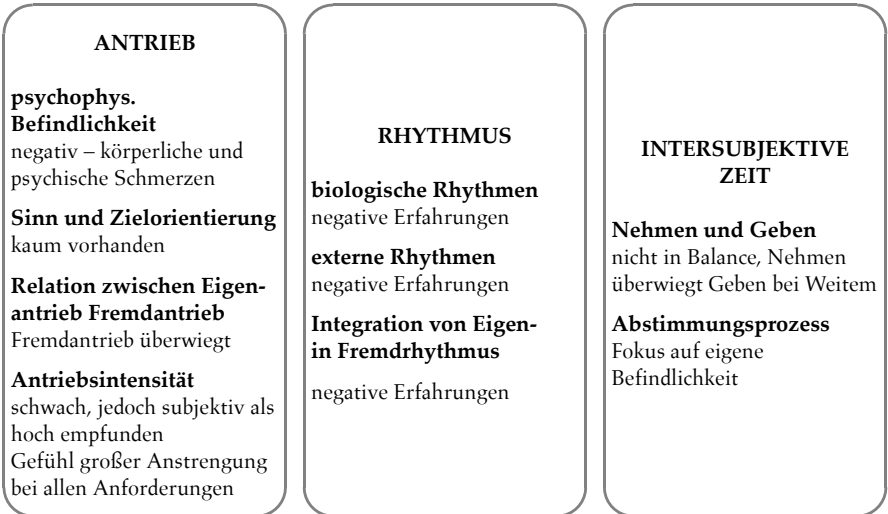 ANTRIEB
psychophys.
Befindlichkeit
negativ – körperliche und
psychische Schmerzen
Sinn und Zielorientierung
kaum vorhanden
Relation zwischen Eigen-
antrieb Fremdantrieb
Fremdantrieb überwiegt
Antriebsintensität
schwach, jedoch subjektiv als
hoch empfunden
Gefühl großer Anstrengung
bei allen Anforderungen
RHYTHMUS
biologische Rhythmen
negative Erfahrungen
externe Rhythmen
negative Erfahrungen
Integration von Eigen-
in Fremdrhythmus
negative Erfahrungen
INTERSUBJEKTIVE
ZEIT
Nehmen und Geben
nicht in Balance, Nehmen
überwiegt Geben bei Weitem
Abstimmungsprozess
Fokus auf eigene
Befindlichkeit